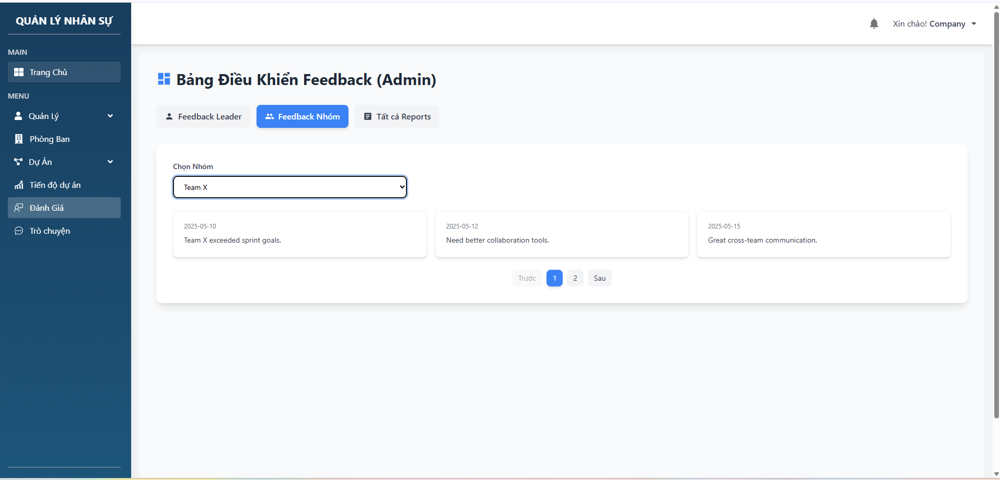 QUẢN LÝ NHÂN SỰ
MAIN
Trang Chủ
MENU
Quản Lý
Phòng Ban
Dự Án
Tiến độ dự án
Đánh Giá
Trò chuyện
Xin chào! Company
Bảng Điều Khiển Feedback (Admin)
Feedback Leader
Feedback Nhóm
Tất cả Reports
Chọn Nhóm
Team X
2025-05-10
Team X exceeded sprint goals.
2025-05-12
Need better collaboration tools.
2025-05-15
Great cross-team communication.
Trước 1 2 Sau